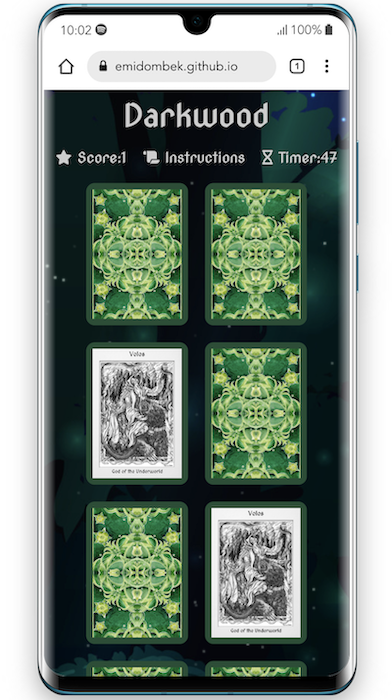 10:02 100%
emidombek.github.io 1
Darkwood
Score:1 Instructions Timer:47
Volos
God of the Underworld
Volos
God of the Underworld